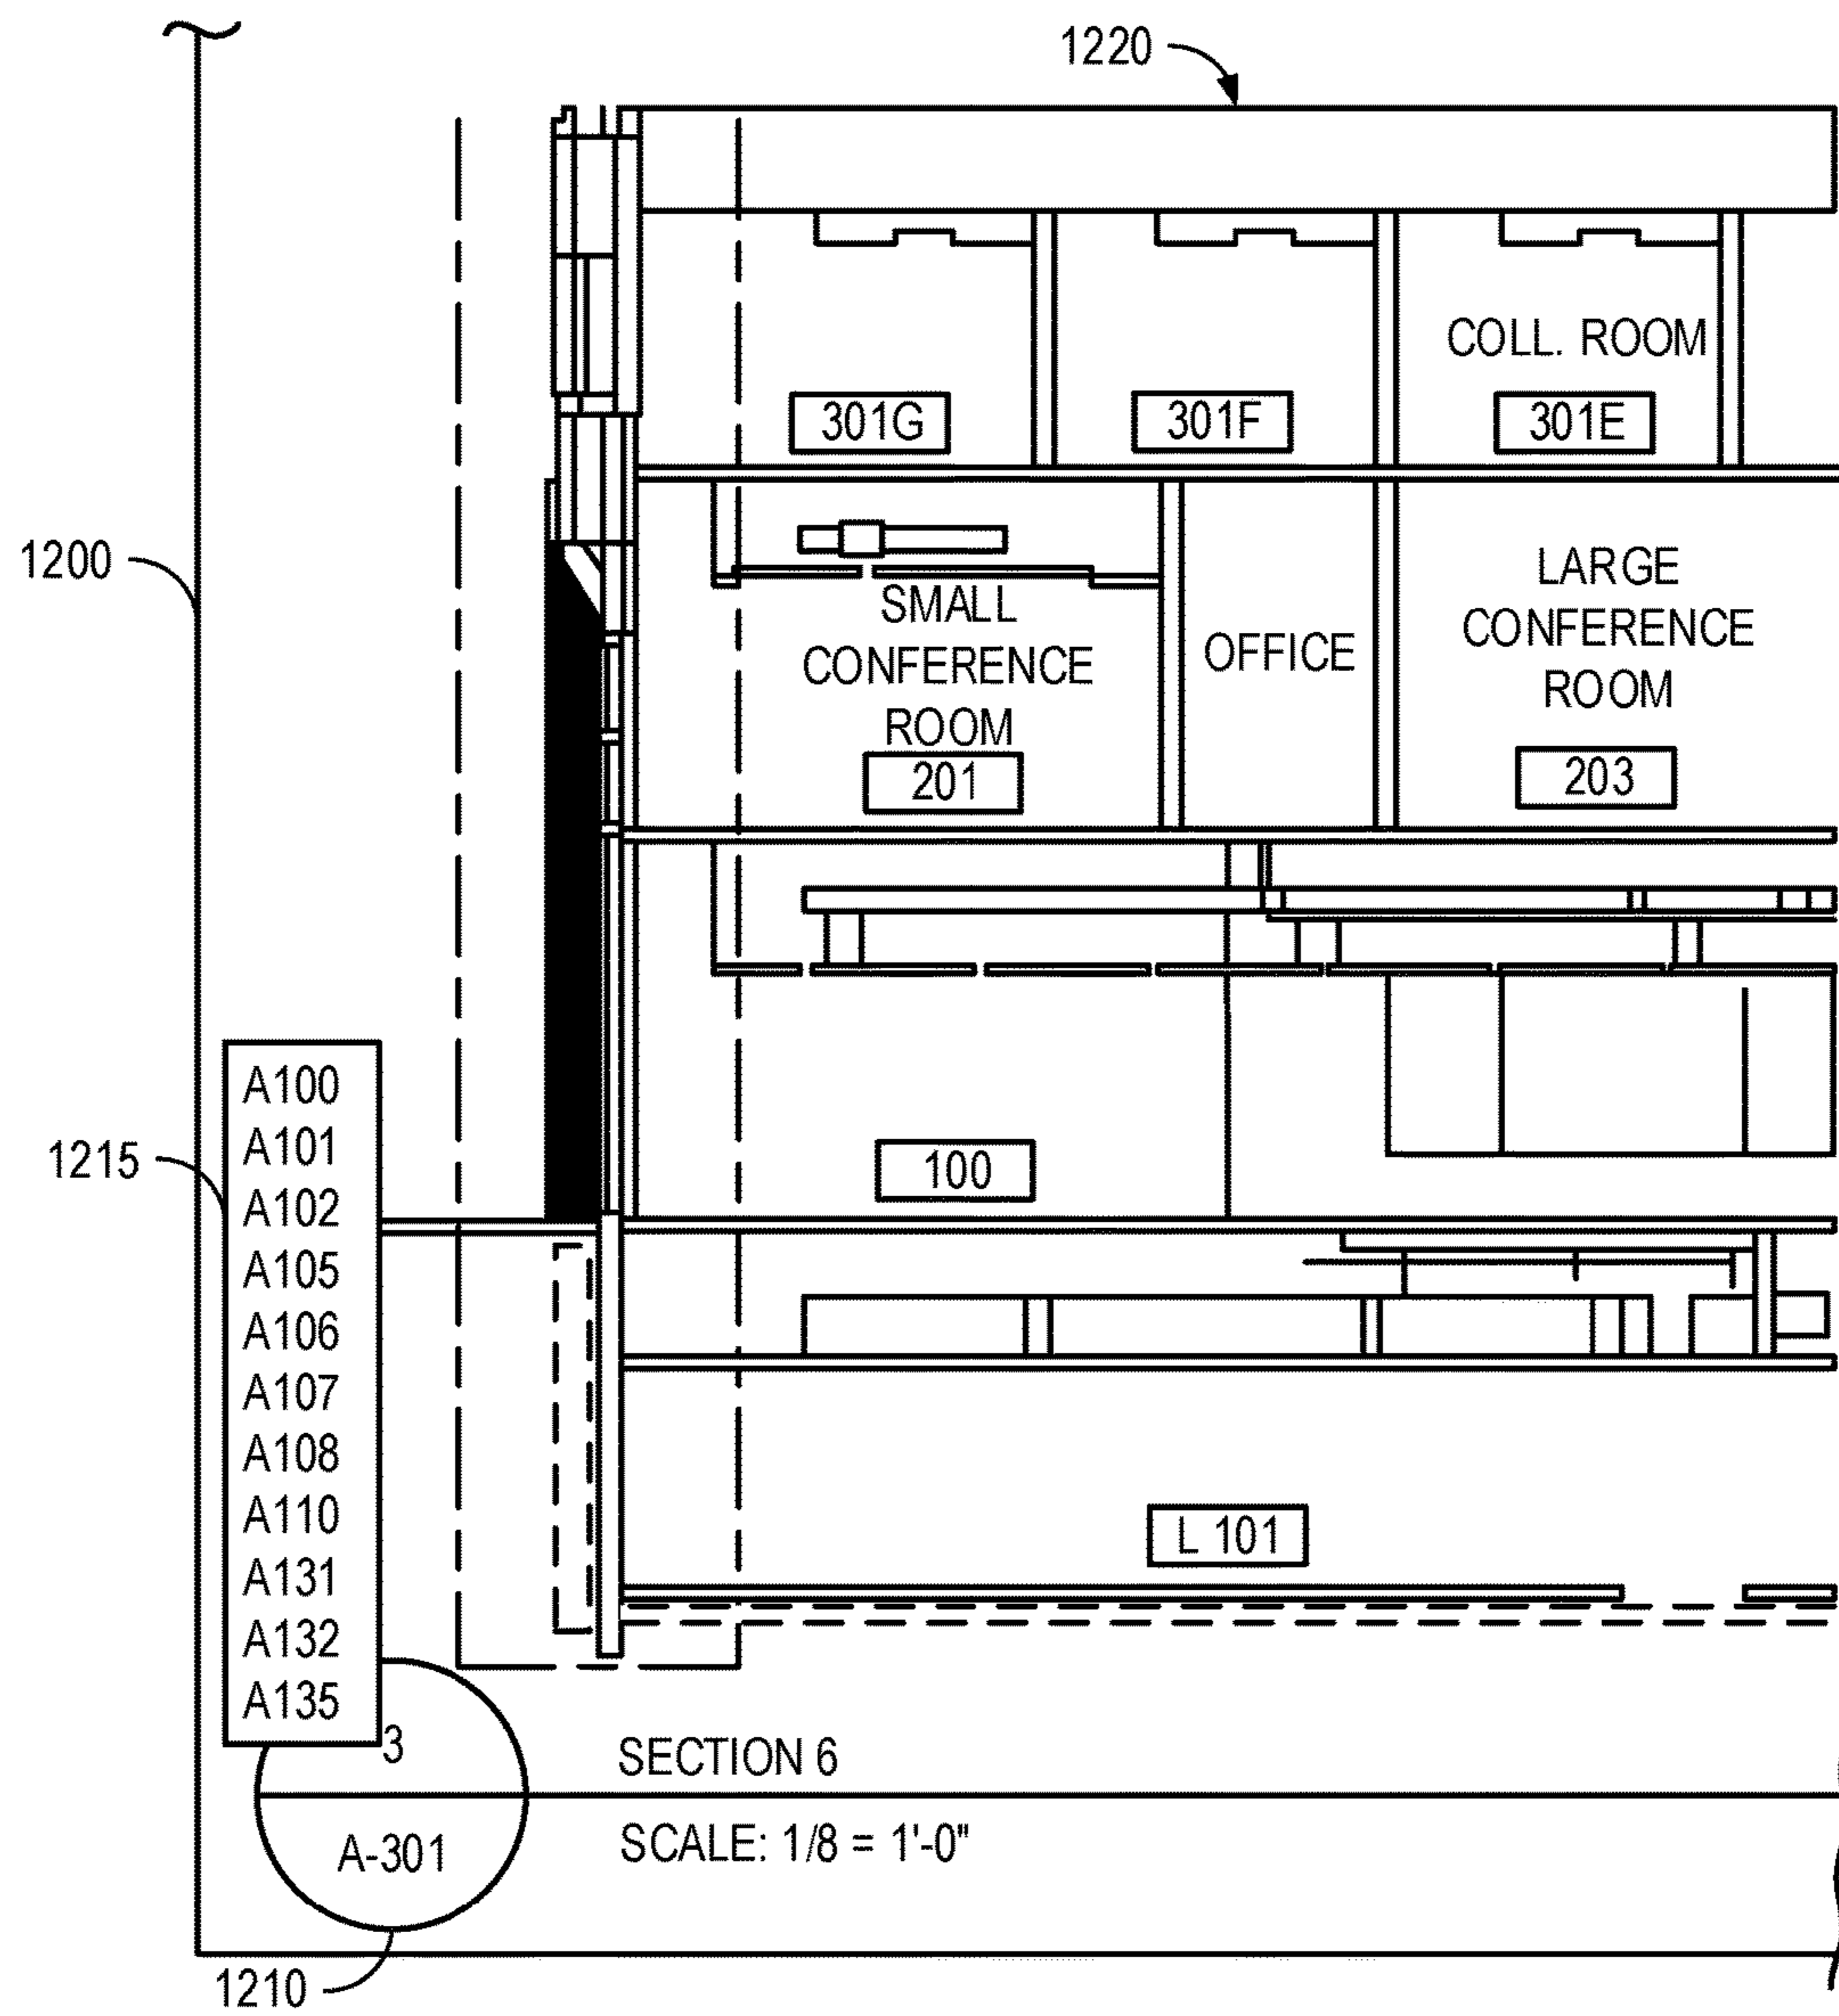 1220
COLL. ROOM
301G
301F
301E
1200
SMALL
CONFERENCE
ROOM
201
OFFICE
LARGE
CONFERENCE
ROOM
203
100
1215
A100
A101
A102
A105
A106
A107
A108
A110
A131
A132
A135
L 101
3
A-301
SECTION 6
SCALE: 1/8 = 1'-0"
1210